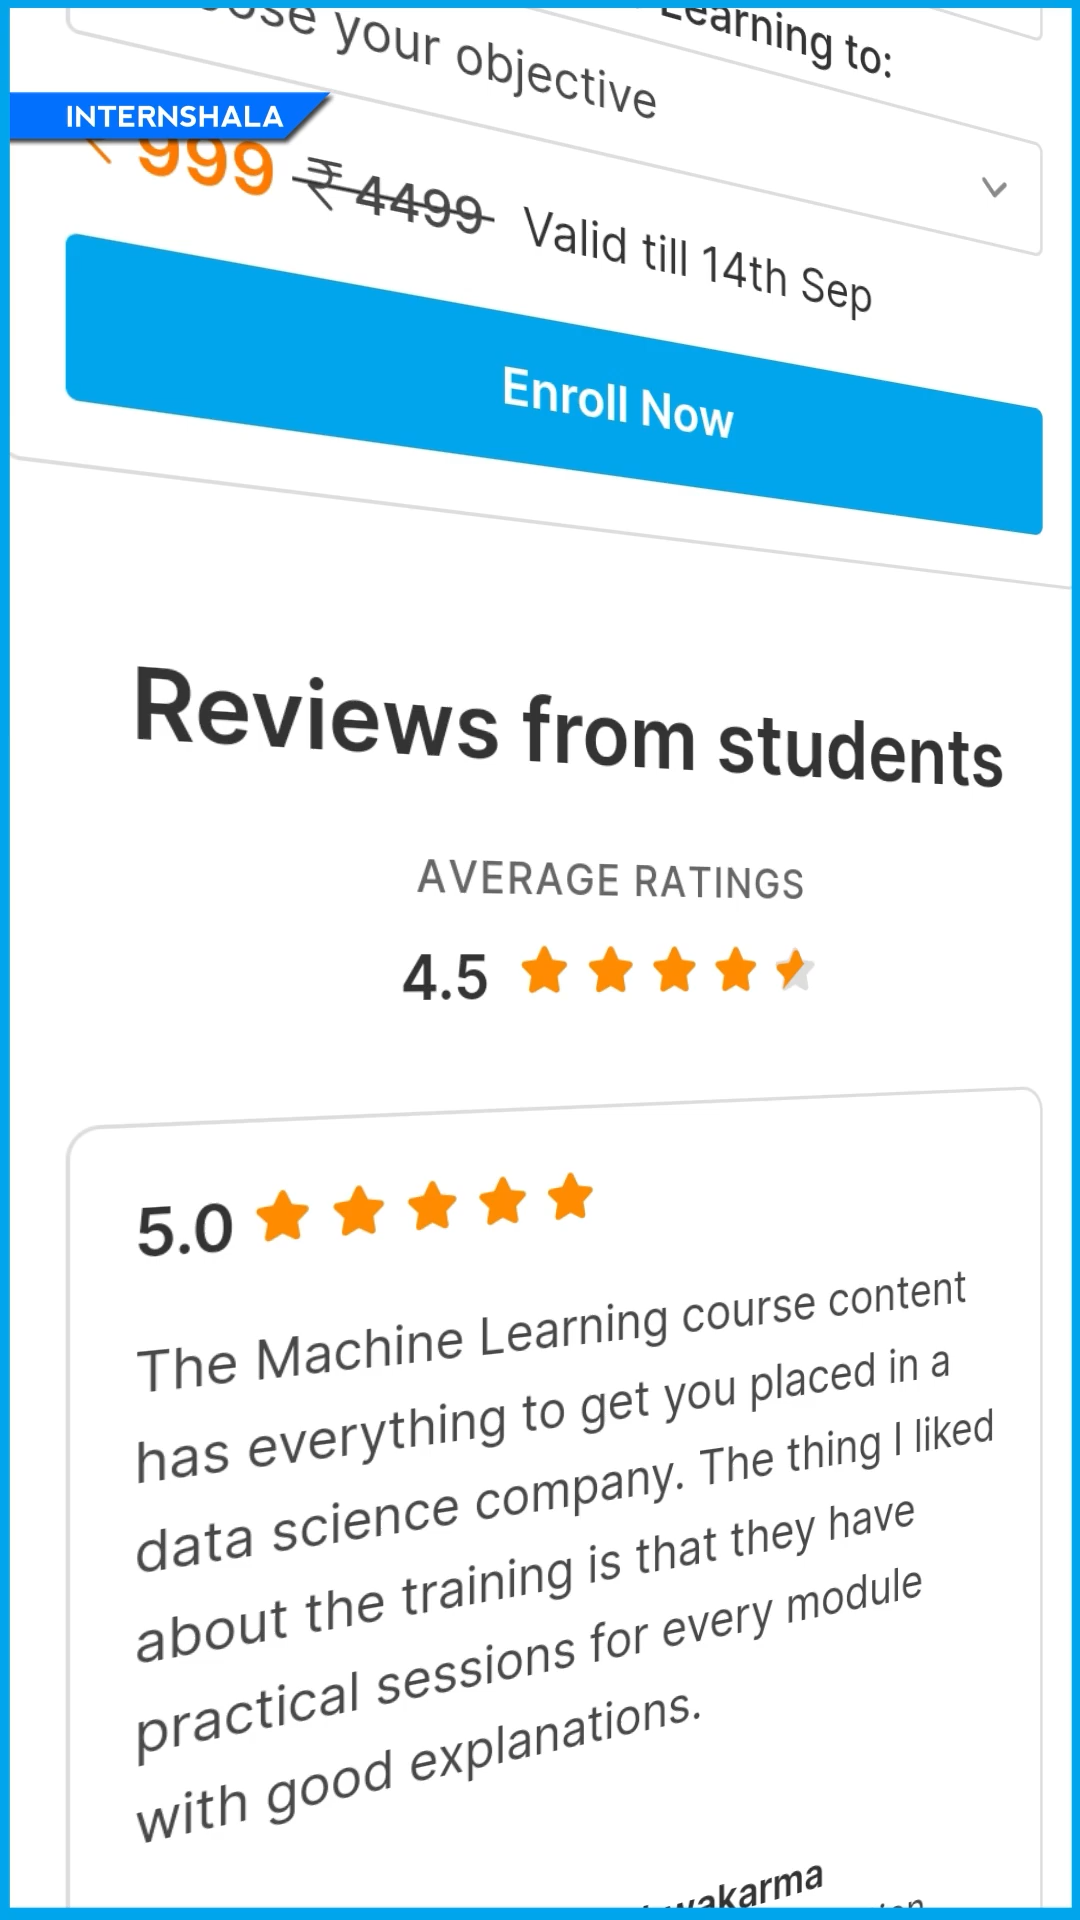 Learning to:
your objective
INTERNSHALA
999 ₹ 4499 Valid till 14th Sep
Enroll Now
Reviews from students
AVERAGE RATINGS
4.5
5.0
The Machine Learning course content
has everything to get you placed in a
data science company. The thing I liked
about the training is that they have
practical sessions for every module
with good explanations.